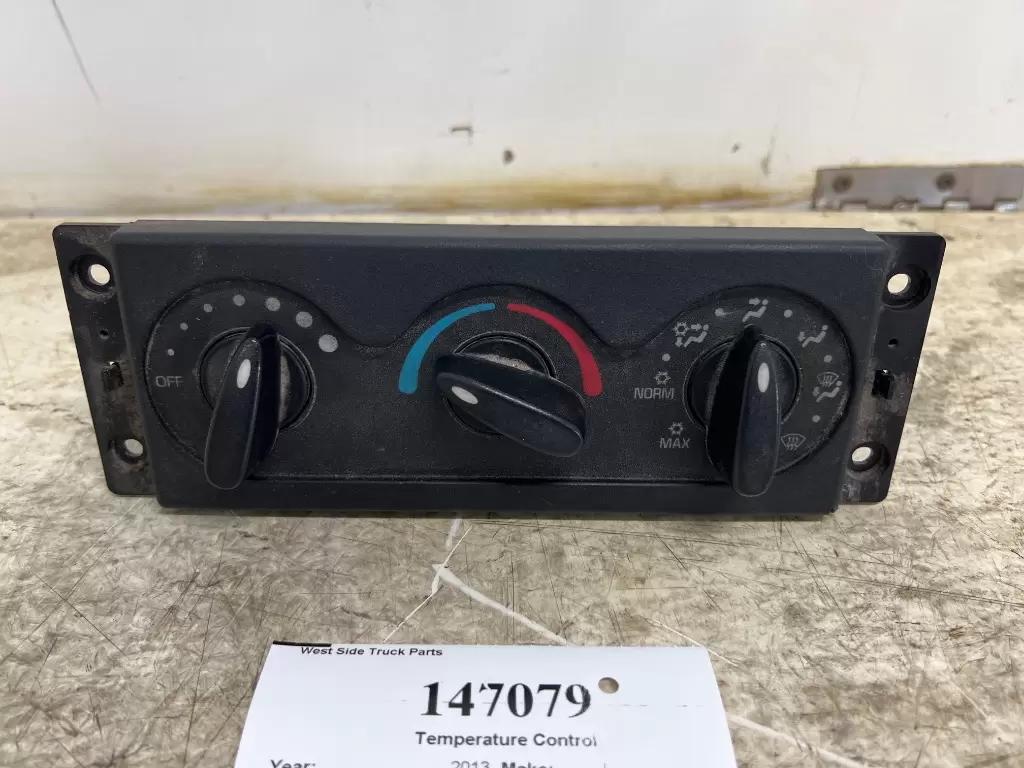 OFF
NORM
MAX
West Side Truck Parts
147079
Temperature Control
Year: 2013 Make: